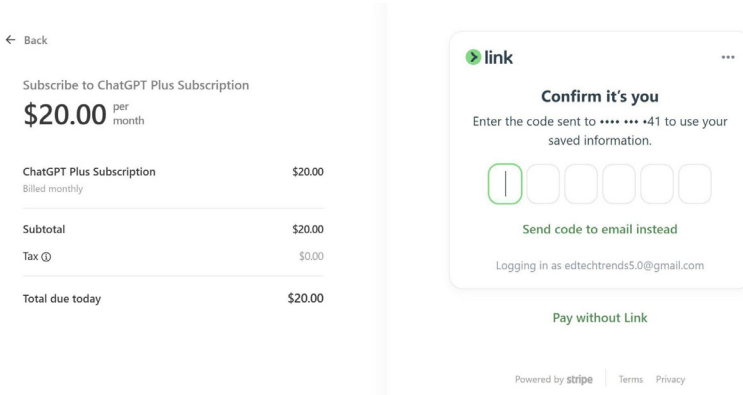 ← Back
Subscribe to ChatGPT Plus Subscription
$20.00 per month
ChatGPT Plus Subscription $20.00
Billed monthly
Subtotal $20.00
Tax $0.00
Total due today $20.00
link
Confirm it's you
Enter the code sent to •••• ••• •41 to use your
saved information.
Send code to email instead
Logging in as edtechtrends5.0@gmail.com
Pay without Link
Powered by stripe Terms Privacy